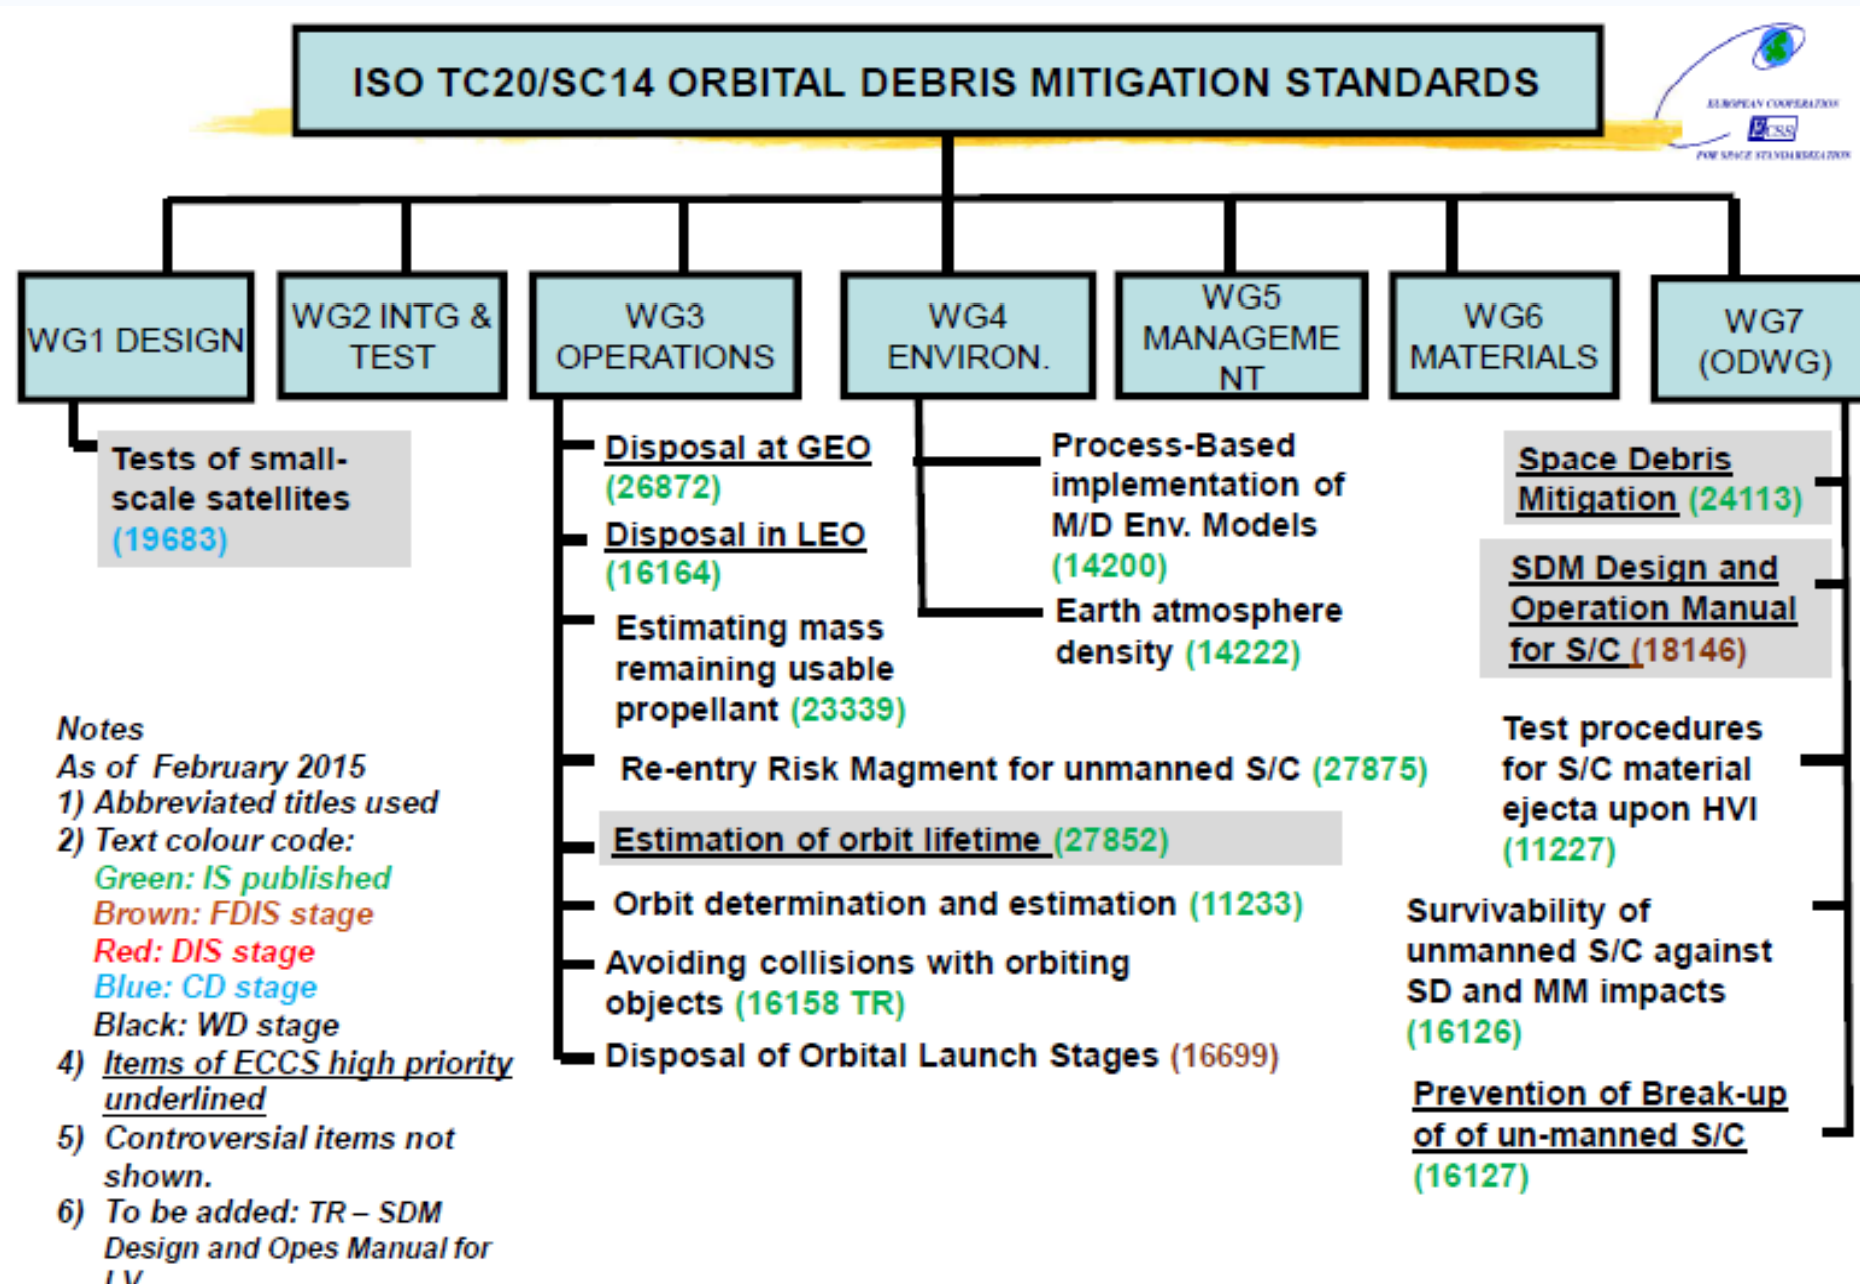 ISO TC20/SC14 ORBITAL DEBRIS MITIGATION STANDARDS
EUROPEAN COOPERATION
ECSS
FOR SPACE STANDARDIZATION
WG1 DESIGN
WG2 INTG &
TEST
WG3
OPERATIONS
WG4
ENVIRON.
WG5
MANAGEME
NT
WG6
MATERIALS
WG7
(ODWG)
Tests of small-
scale satellites
(19683)
Disposal at GEO
(26872)
Disposal in LEO
(16164)
Estimating mass
remaining usable
propellant (23339)
Re-entry Risk Magment for unmanned S/C (27875)
Estimation of orbit lifetime (27852)
Orbit determination and estimation (11233)
Avoiding collisions with orbiting
objects (16158 TR)
Disposal of Orbital Launch Stages (16699)
Process-Based
implementation of
M/D Env. Models
(14200)
Earth atmosphere
density (14222)
Space Debris
Mitigation (24113)
SDM Design and
Operation Manual
for S/C (18146)
Test procedures
for S/C material
ejecta upon HVI
(11227)
Survivability of
unmanned S/C against
SD and MM impacts
(16126)
Prevention of Break-up
of of un-manned S/C
(16127)
Notes
As of February 2015
1) Abbreviated titles used
2) Text colour code:
Green: IS published
Brown: FDIS stage
Red: DIS stage
Blue: CD stage
Black: WD stage
4) Items of ECCS high priority
underlined
5) Controversial items not
shown.
6) To be added: TR – SDM
Design and Opes Manual for
LV